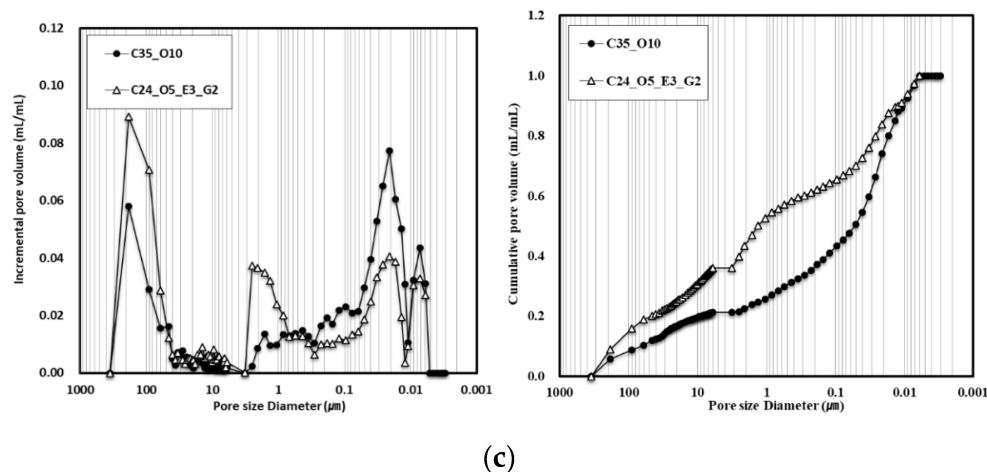 0.12
0.10
0.08
0.06
0.04
0.02
0.00
Incremental pore volume (mL/mL)
C35_O10
C24_O5_E3_G2
1000 100 10 1 0.1 0.01 0.001
Pore size Diameter (㎛)
1.2
1.0
0.8
0.6
0.4
0.2
0.0
Cumulative pore volume (mL/mL)
C35_O10
C24_O5_E3_G2
1000 100 10 1 0.1 0.01 0.001
Pore size Diameter (㎛)
(c)